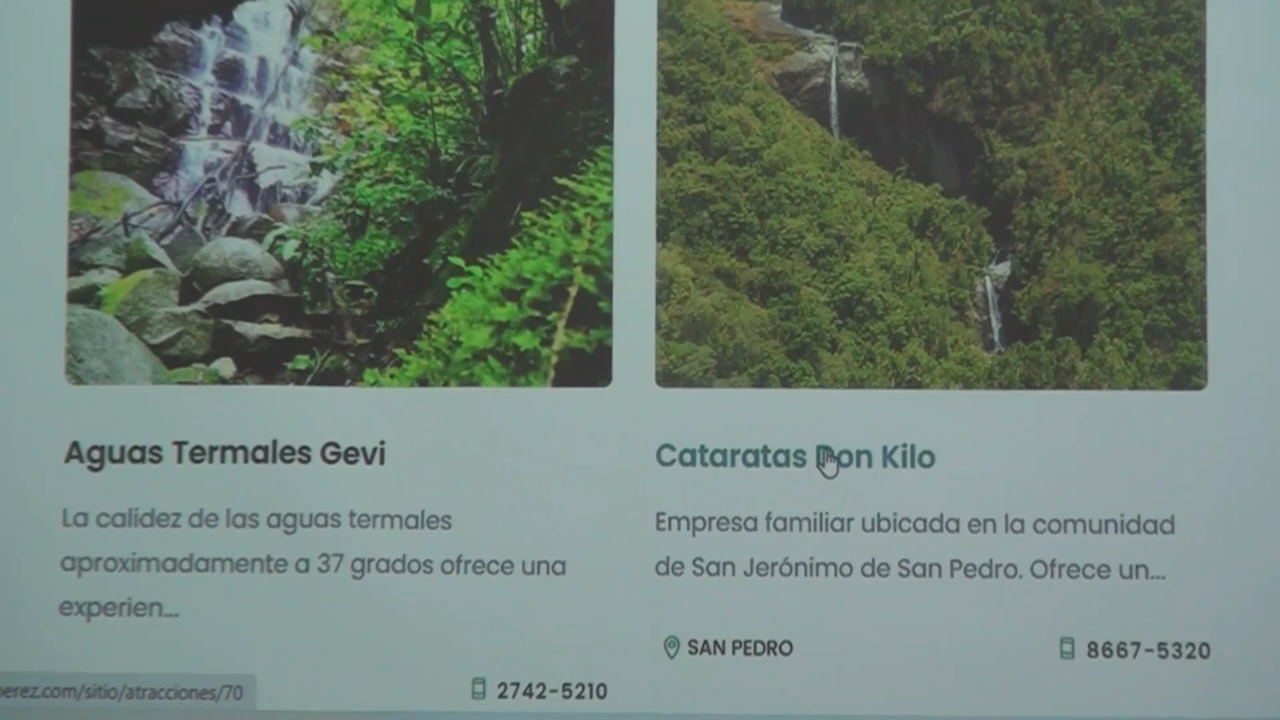 Aguas Termales Gevi
La calidez de las aguas termales
aproximadamente a 37 grados ofrece una
experien...
2742-5210
Cataratas Don Kilo
Empresa familiar ubicada en la comunidad
de San Jerónimo de San Pedro. Ofrece un...
SAN PEDRO
8667-5320
perez.com/sitio/atracciones/70